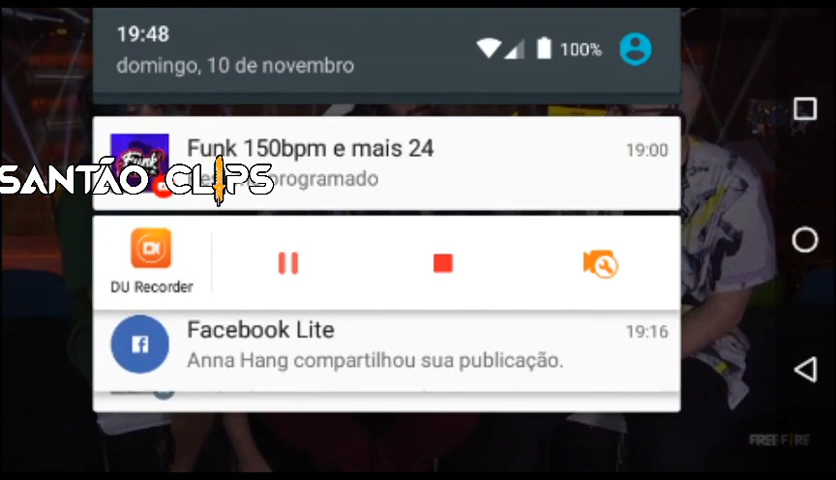 19:48
100%
domingo, 10 de novembro
Funk 150bpm e mais 24
19:00
programado
SANTÃO CLIPS
DU Recorder
Facebook Lite
19:16
Anna Hang compartilhou sua publicação.
FREE FIRE